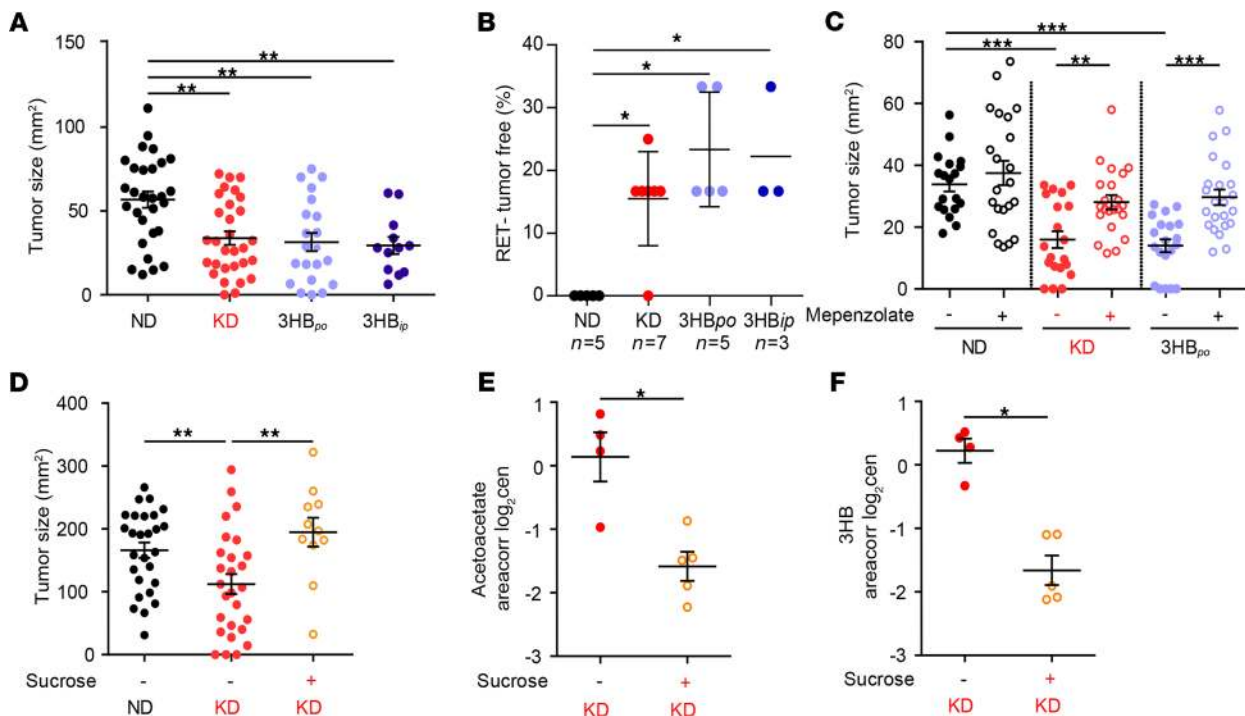 A
Tumor size (mm²)
150
100
50
0
**
**
**
ND
KD
3HBpo
3HBip
B
RET- tumor free (%)
40
30
20
10
0
*
*
*
ND
n=5
KD
n=7
3HBpo
n=5
3HBip
n=3
C
Tumor size (mm²)
80
60
40
20
0
***
***
**
***
Mepenzolate - + - + - +
ND
KD
3HBpo
D
Tumor size (mm²)
400
300
200
100
0
**
**
Sucrose - - +
ND KD KD
E
Acetoacetate
areacorr log₂cen
1
0
-1
-2
-3
*
Sucrose - +
KD KD
F
3HB
areacorr log₂cen
1
0
-1
-2
-3
*
Sucrose - +
KD KD